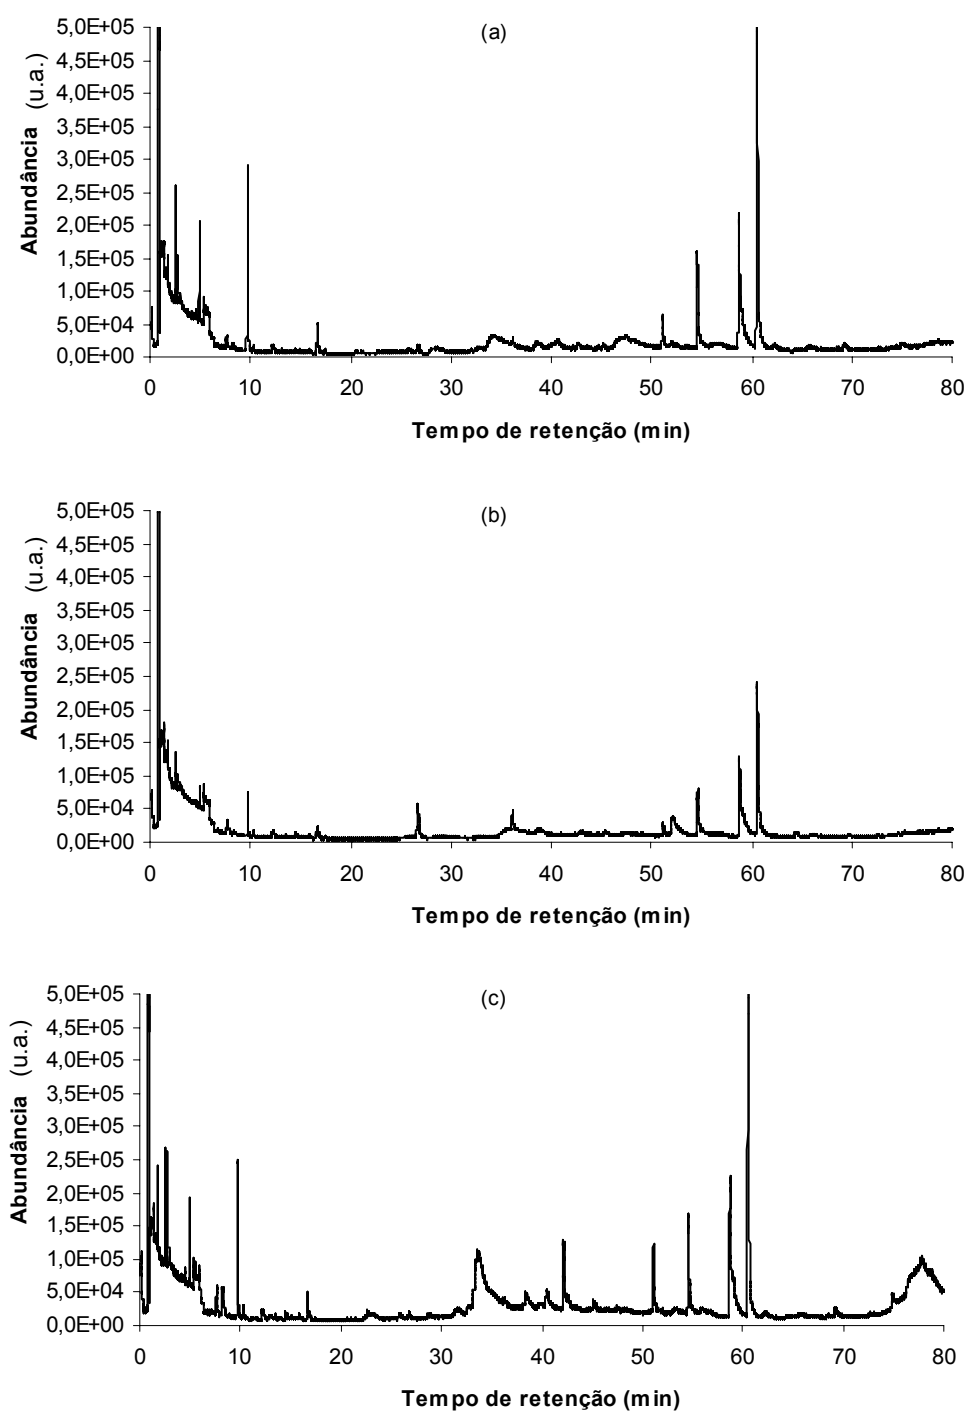 (a)
Abundância (u.a.)
5,0E+05
4,5E+05
4,0E+05
3,5E+05
3,0E+05
2,5E+05
2,0E+05
1,5E+05
1,0E+05
5,0E+04
0,0E+00
0 10 20 30 40 50 60 70 80
Tempo de retenção (min)
(b)
Abundância (u.a.)
5,0E+05
4,5E+05
4,0E+05
3,5E+05
3,0E+05
2,5E+05
2,0E+05
1,5E+05
1,0E+05
5,0E+04
0,0E+00
0 10 20 30 40 50 60 70 80
Tempo de retenção (min)
(c)
Abundância (u.a.)
5,0E+05
4,5E+05
4,0E+05
3,5E+05
3,0E+05
2,5E+05
2,0E+05
1,5E+05
1,0E+05
5,0E+04
0,0E+00
0 10 20 30 40 50 60 70 80
Tempo de retenção (min)